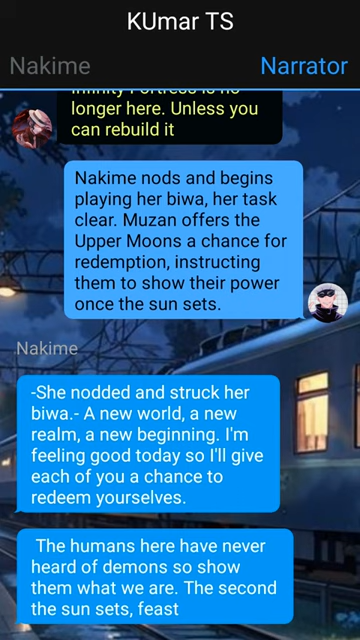 KUmar TS
Nakime
Narrator
Infinity Fortress is no
longer here. Unless you
can rebuild it
Nakime nods and begins
playing her biwa, her task
clear. Muzan offers the
Upper Moons a chance for
redemption, instructing
them to show their power
once the sun sets.
Nakime
-She nodded and struck her
biwa.- A new world, a new
realm, a new beginning. I'm
feeling good today so I'll give
each of you a chance to
redeem yourselves.
The humans here have never
heard of demons so show
them what we are. The second
the sun sets, feast